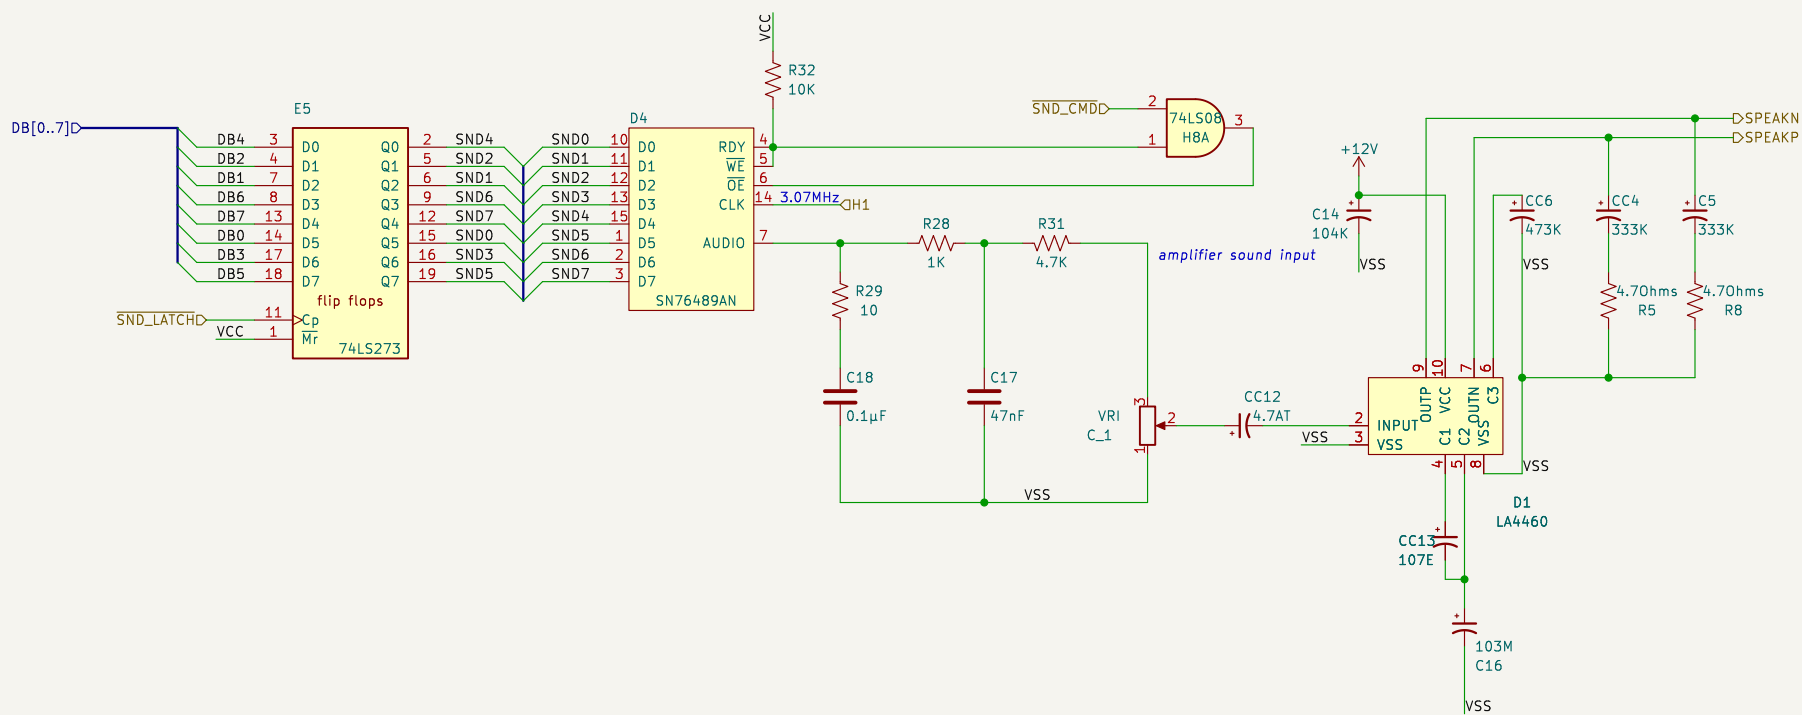 VCC
R32
10K
E5
DB[0..7]
DB4 3 D0 Q0 2 SND4
DB2 4 D1 Q1 5 SND2
DB1 7 D2 Q2 6 SND1
DB6 8 D3 Q3 9 SND6
DB7 13 D4 Q4 12 SND7
DB0 14 D5 Q5 15 SND0
DB3 17 D6 Q6 16 SND3
DB5 18 D7 Q7 19 SND5
flip flops
SND_LATCH 11 Cp
VCC 1 Mr
74LS273
D4
SND0 10 D0 RDY 4
SND1 11 D1 WE 5
SND2 12 D2 OE 6
SND3 13 D3 CLK 14 3.07MHz H1
SND4 15 D4
SND5 1 D5 AUDIO 7
SND6 2 D6
SND7 3 D7
SN76489AN
SND_CMD 2
1
74LS08
H8A
3
R28
1K
R31
4.7K
R29
10
C18
0.1µF
C17
47nF
VSS
amplifier sound input
VRI
C_1
3
2
1
CC12
4.7AT
+12V
C14
104K
VSS
SPEAKN
SPEAKP
CC6
473K
VSS
CC4
333K
C5
333K
4.7Ohms
R5
4.7Ohms
R8
9 10 7 6
OUTP VCC OUTN C3
2 INPUT
VSS 3 VSS
C1 C2 VSS
4 5 8
VSS
D1
LA4460
CC13
107E
103M
C16
VSS